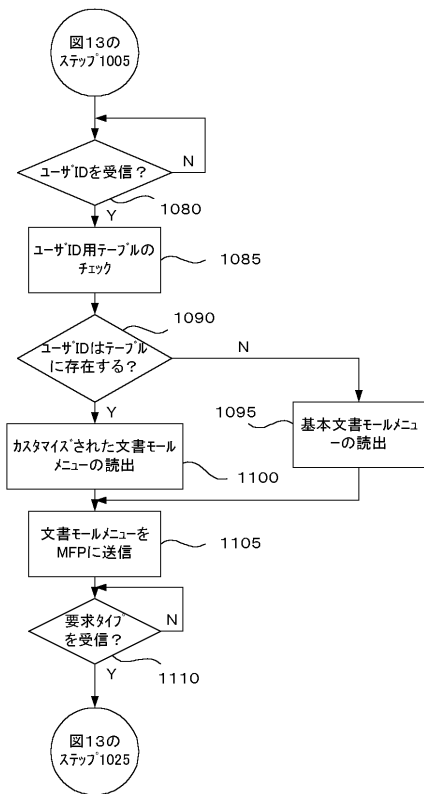 図13の
ステップ1005
N
ユーザIDを受信？
Y
1080
ユーザID用テーブルの
チェック
1085
1090
ユーザIDはテーブル
に存在する？
N
Y
1095
基本文書モールメニュ
ーの読出
カスタマイズされた文書モール
メニューの読出
1100
文書モールメニューを
MFPに送信
1105
要求タイプ
を受信？
N
Y
1110
図13の
ステップ1025